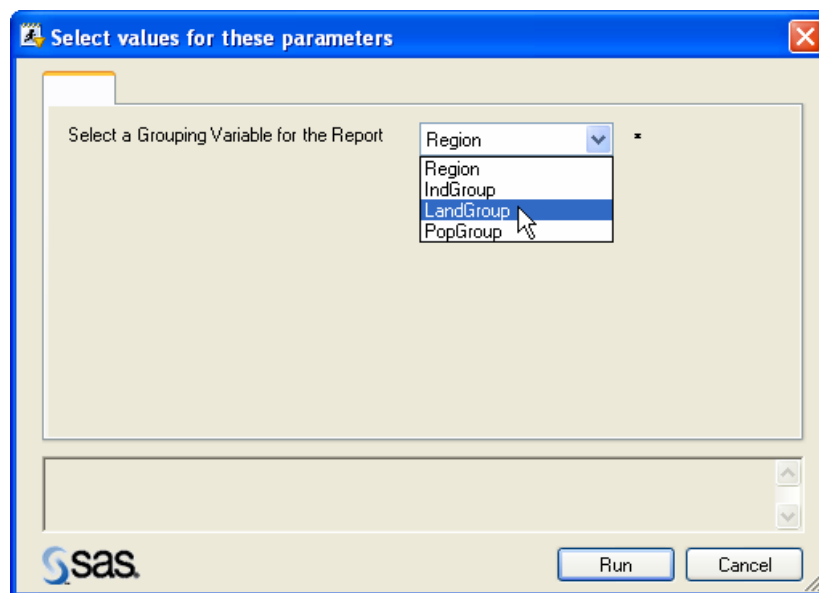 Select values for these parameters
Select a Grouping Variable for the Report Region *
Region
IndGroup
LandGroup
PopGroup
sas.
Run Cancel